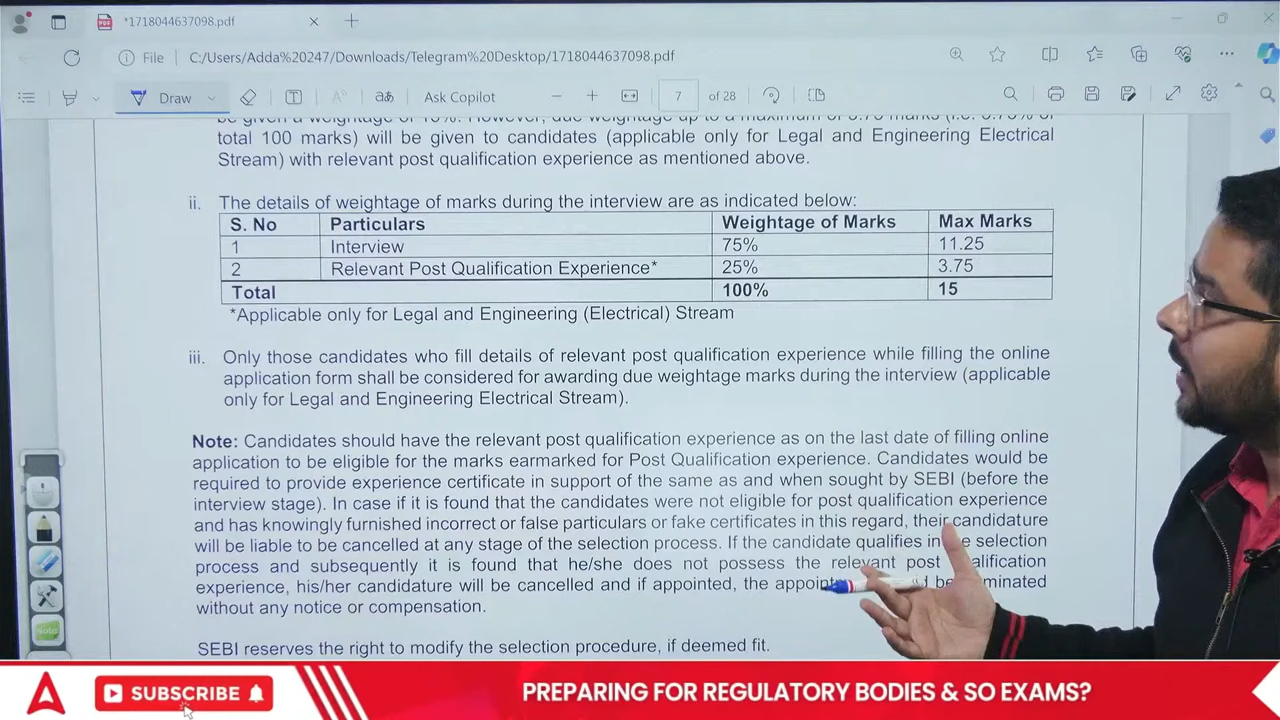 *1718044637098.pdf
File C:/Users/Adda%20247/Downloads/Telegram%20Desktop/1718044637098.pdf
Draw Ask Copilot 7 of 28
total 100 marks) will be given to candidates (applicable only for Legal and Engineering Electrical
Stream) with relevant post qualification experience as mentioned above.
ii. The details of weightage of marks during the interview are as indicated below:
S. No Particulars Weightage of Marks Max Marks
1 Interview 75% 11.25
2 Relevant Post Qualification Experience* 25% 3.75
Total 100% 15
*Applicable only for Legal and Engineering (Electrical) Stream
iii. Only those candidates who fill details of relevant post qualification experience while filling the online
application form shall be considered for awarding due weightage marks during the interview (applicable
only for Legal and Engineering Electrical Stream).
Note: Candidates should have the relevant post qualification experience as on the last date of filling online
application to be eligible for the marks earmarked for Post Qualification experience. Candidates would be
required to provide experience certificate in support of the same as and when sought by SEBI (before the
interview stage). In case if it is found that the candidates were not eligible for post qualification experience
and has knowingly furnished incorrect or false particulars or fake certificates in this regard, their candidature
will be liable to be cancelled at any stage of the selection process. If the candidate qualifies in selection
process and subsequently it is found that he/she does not possess the relevant post
experience, his/her candidature will be cancelled and if appointed, the
without any notice or compensation.
SEBI reserves the right to modify the selection procedure, if deemed fit.
Note
SUBSCRIBE
PREPARING FOR REGULATORY BODIES & SO EXAMS?